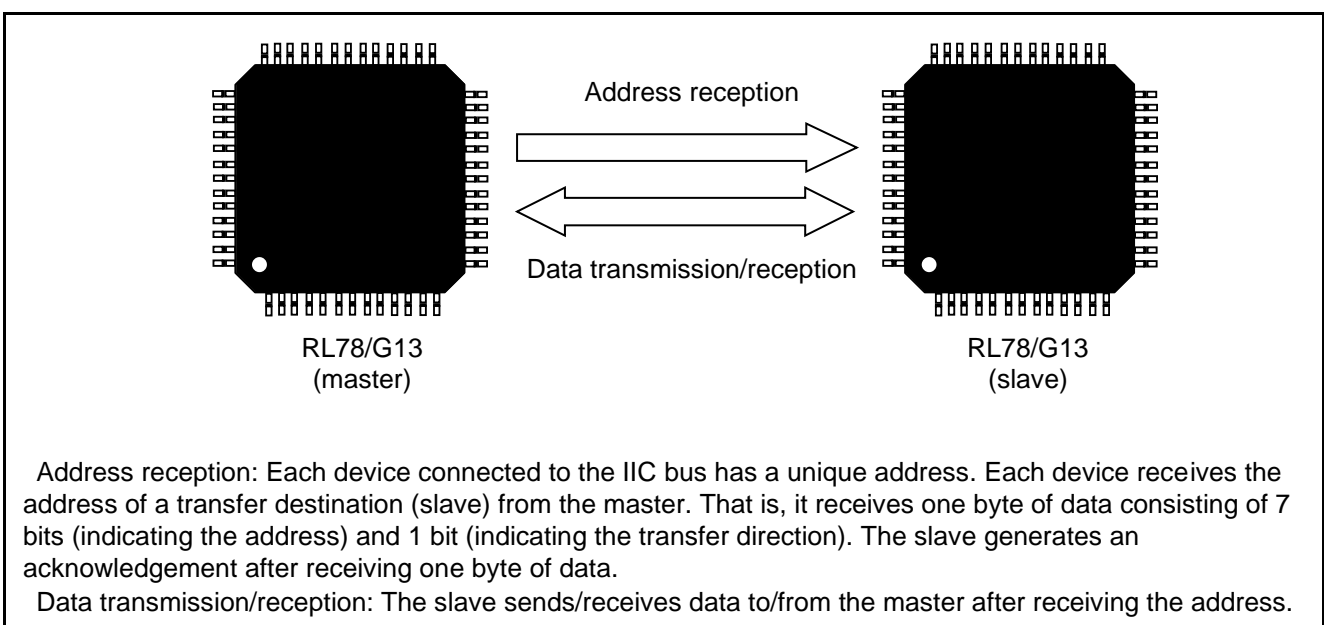 Address reception
Data transmission/reception
RL78/G13
(master)
RL78/G13
(slave)
Address reception: Each device connected to the IIC bus has a unique address. Each device receives the
address of a transfer destination (slave) from the master. That is, it receives one byte of data consisting of 7
bits (indicating the address) and 1 bit (indicating the transfer direction). The slave generates an
acknowledgement after receiving one byte of data.
Data transmission/reception: The slave sends/receives data to/from the master after receiving the address.